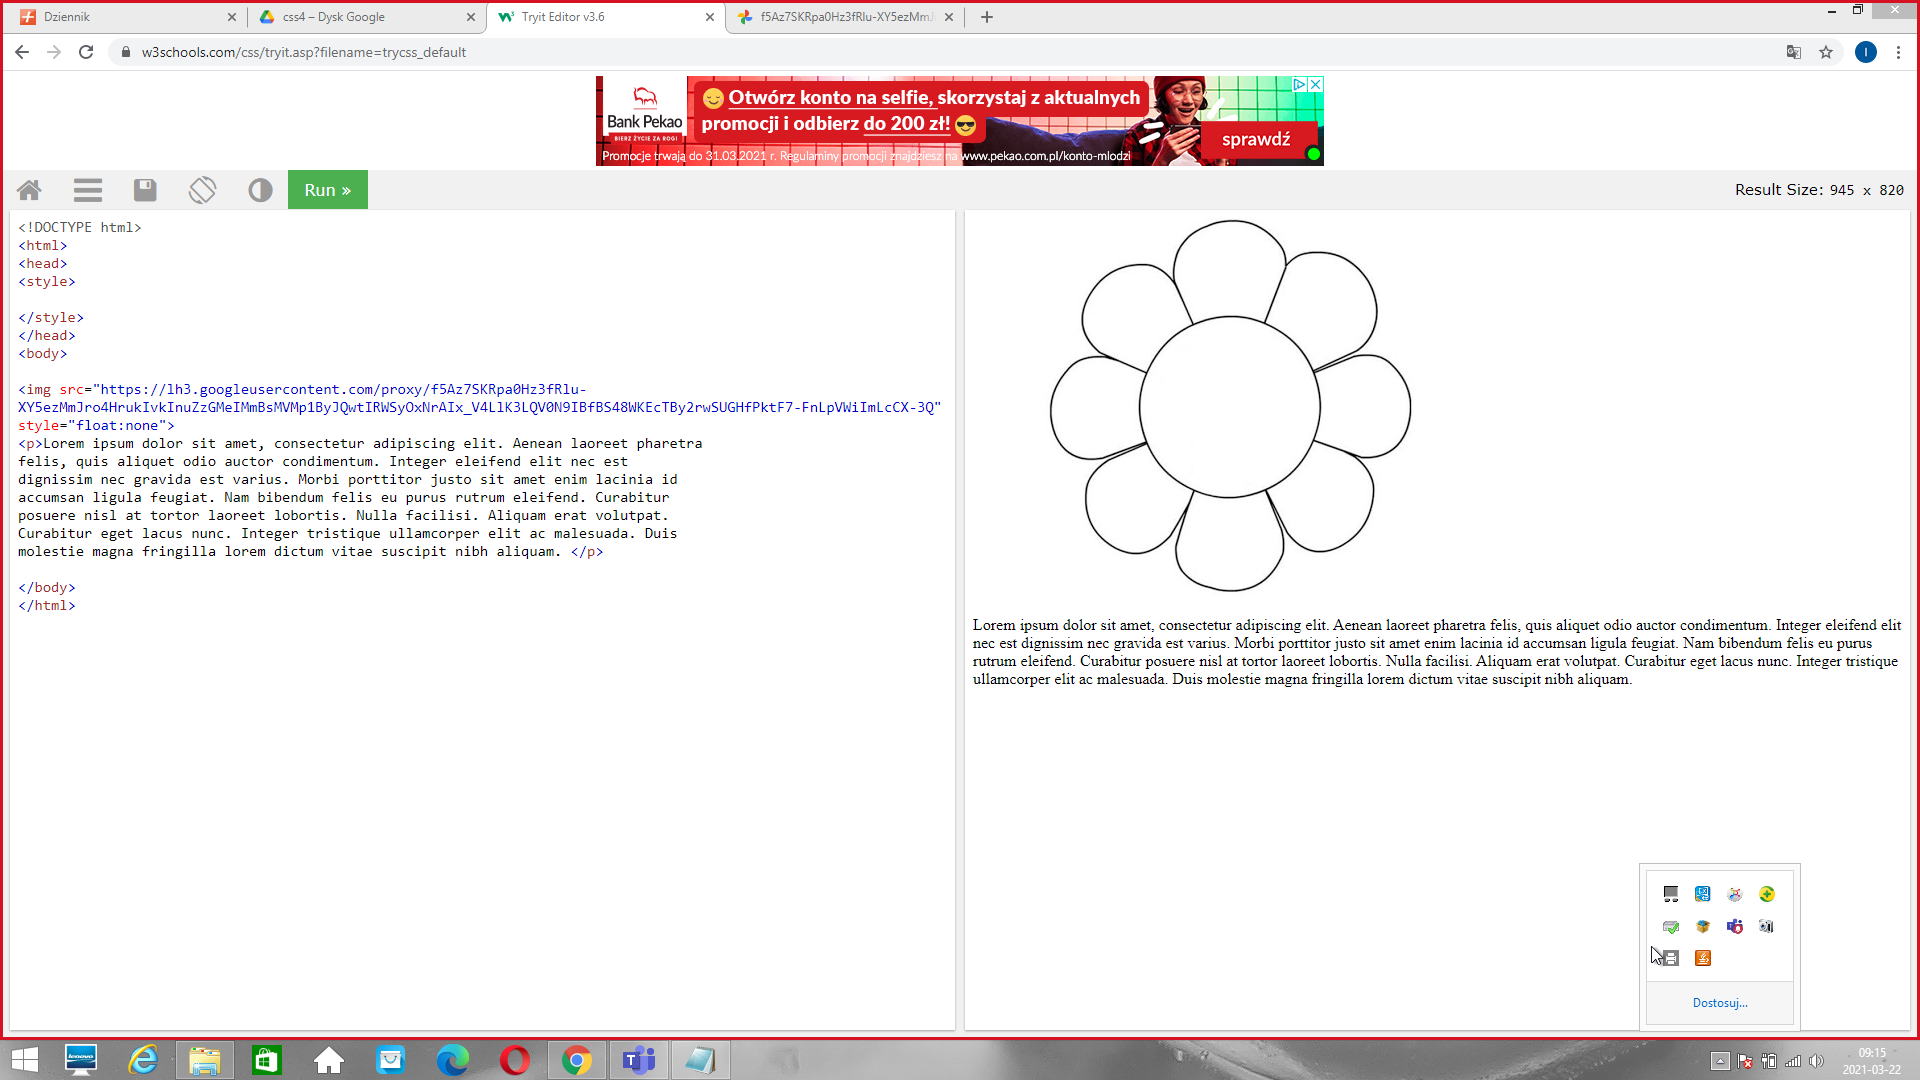 Dziennik
css4 – Dysk Google
Tryit Editor v3.6
f5Az7SKRpa0Hz3fRlu-XY5ezMmJ
w3schools.com/css/tryit.asp?filename=trycss_default
I
Bank Pekao
BIERZ ŻYCIE ZA ROGI
Otwórz konto na selfie, skorzystaj z aktualnych
promocji i odbierz do 200 zł!
sprawdź
Promocje trwają do 31.03.2021 r. Regulaminy promocji znajdziesz na www.pekao.com.pl/konto-mlodzi
Run »
Result Size: 945 x 820
<!DOCTYPE html>
<html>
<head>
<style>
</style>
</head>
<body>
<img src="https://lh3.googleusercontent.com/proxy/f5Az7SKRpa0Hz3fRlu-
XY5ezMmJro4HrukIvkInuZzGMeIMmBsMVMp1ByJQwtIRWSyOxNrAIx_V4LlK3LQV0N9IBfBS48WKEcTBy2rwSUGHfPktF7-FnLpVWiImLcCX-3Q"
style="float:none">
<p>Lorem ipsum dolor sit amet, consectetur adipiscing elit. Aenean laoreet pharetra
felis, quis aliquet odio auctor condimentum. Integer eleifend elit nec est
dignissim nec gravida est varius. Morbi porttitor justo sit amet enim lacinia id
accumsan ligula feugiat. Nam bibendum felis eu purus rutrum eleifend. Curabitur
posuere nisl at tortor laoreet lobortis. Nulla facilisi. Aliquam erat volutpat.
Curabitur eget lacus nunc. Integer tristique ullamcorper elit ac malesuada. Duis
molestie magna fringilla lorem dictum vitae suscipit nibh aliquam. </p>
</body>
</html>
Lorem ipsum dolor sit amet, consectetur adipiscing elit. Aenean laoreet pharetra felis, quis aliquet odio auctor condimentum. Integer eleifend elit
nec est dignissim nec gravida est varius. Morbi porttitor justo sit amet enim lacinia id accumsan ligula feugiat. Nam bibendum felis eu purus
rutrum eleifend. Curabitur posuere nisl at tortor laoreet lobortis. Nulla facilisi. Aliquam erat volutpat. Curabitur eget lacus nunc. Integer tristique
ullamcorper elit ac malesuada. Duis molestie magna fringilla lorem dictum vitae suscipit nibh aliquam.
Dostosuj...
lenovo
09:15
2021-03-22